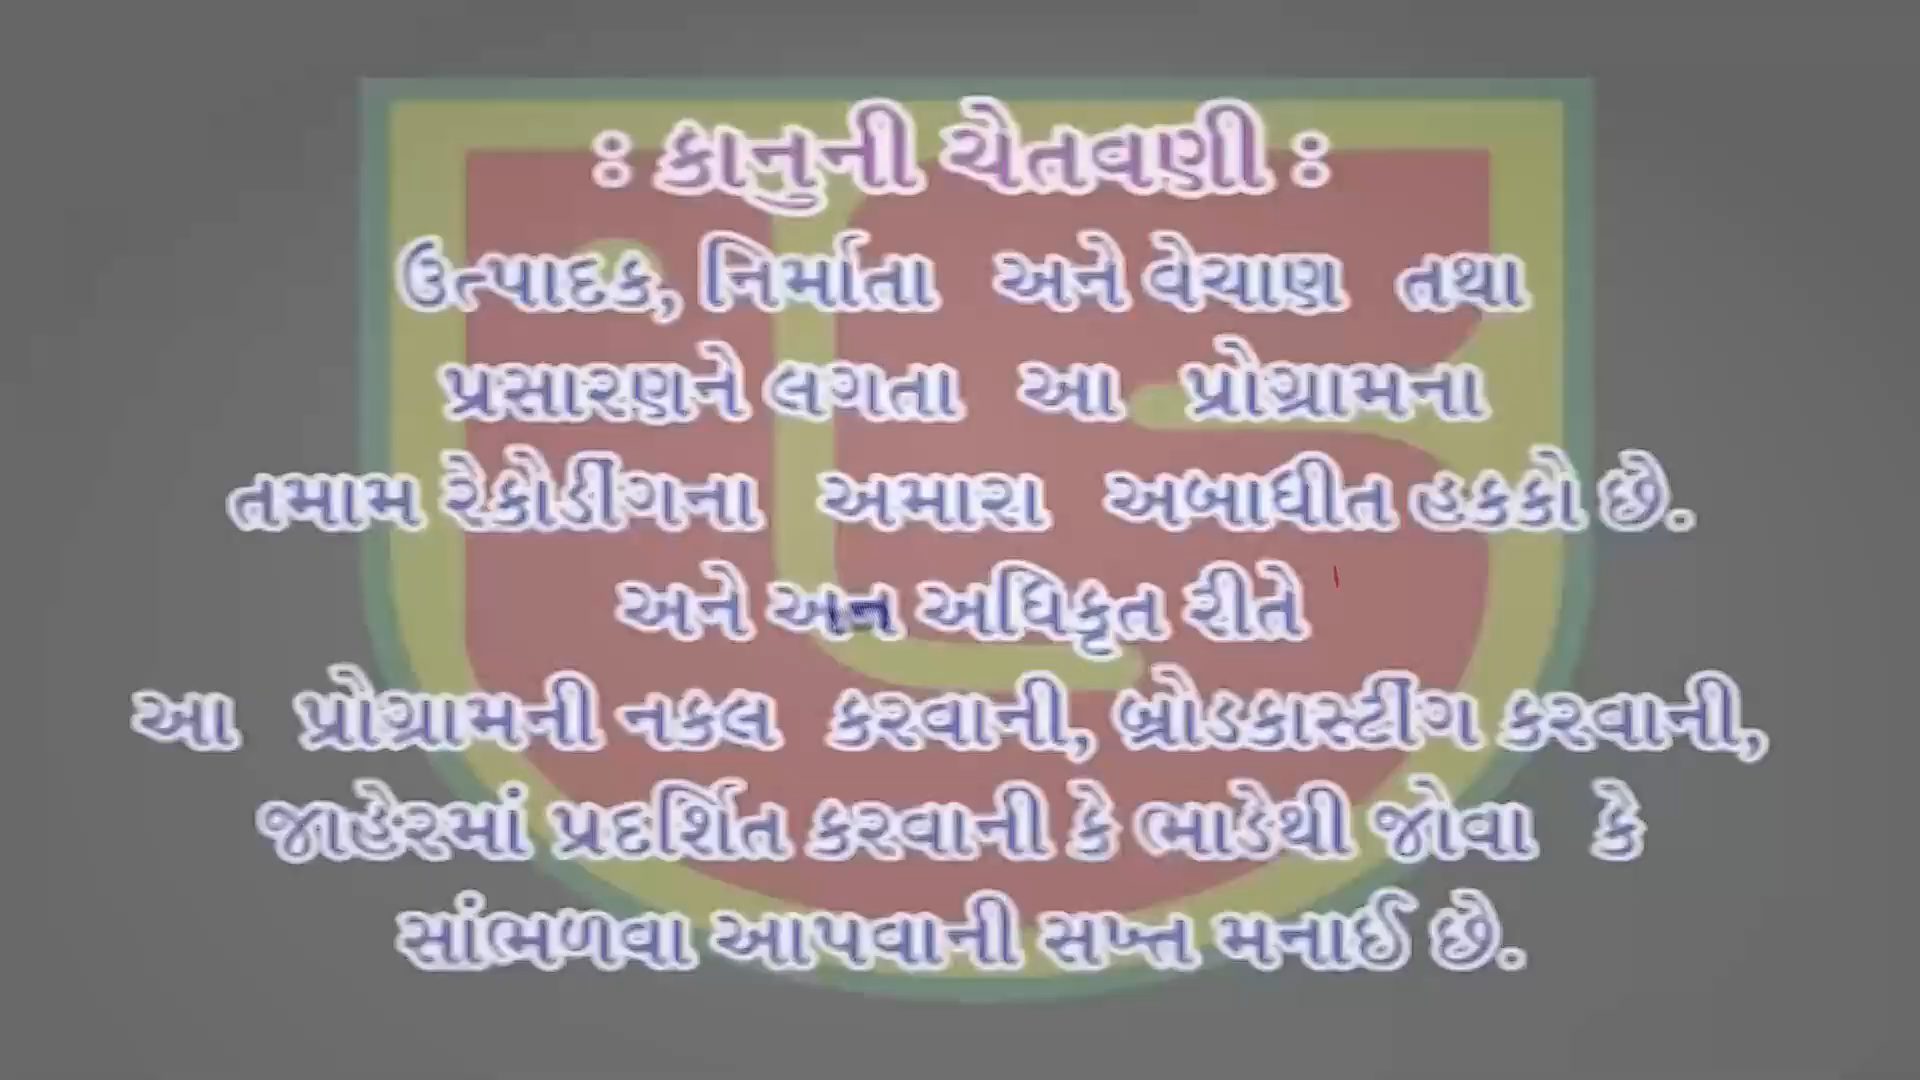 : કાનુની ચેતવણી :
ઉત્પાદક, નિર્માતા અને વેચાણ તથા
પ્રસારણને લગતા આ પ્રોગ્રામના
તમામ રેકોર્ડીંગના અમારા અબાધીત હકકો છે.
અને અન અધિકૃત રીતે
આ પ્રોગ્રામની નકલ કરવાની, બ્રોડકાસ્ટીંગ કરવાની,
જાહેરમાં પ્રદર્શિત કરવાની કે ભાડેથી જોવા કે
સાંભળવા આપવાની સખ્ત મનાઈ છે.